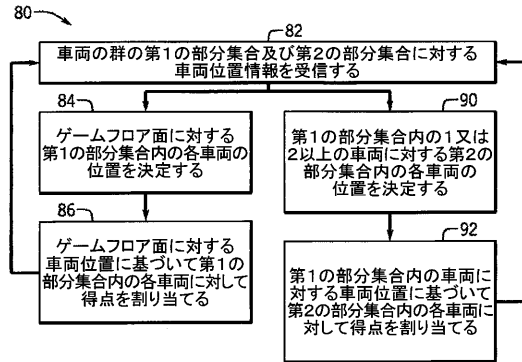 80
82
車両の群の第1の部分集合及び第2の部分集合に対する
車両位置情報を受信する
84
ゲームフロア面に対する
第1の部分集合内の各車両の
位置を決定する
90
第1の部分集合内の1又は
2以上の車両に対する第2の
部分集合内の各車両の
位置を決定する
86
ゲームフロア面に対する
車両位置に基づいて第1の
部分集合内の各車両に対して
得点を割り当てる
92
第1の部分集合内の車両に
対する車両位置に基づいて
第2の部分集合内の各車両に
対して得点を割り当てる